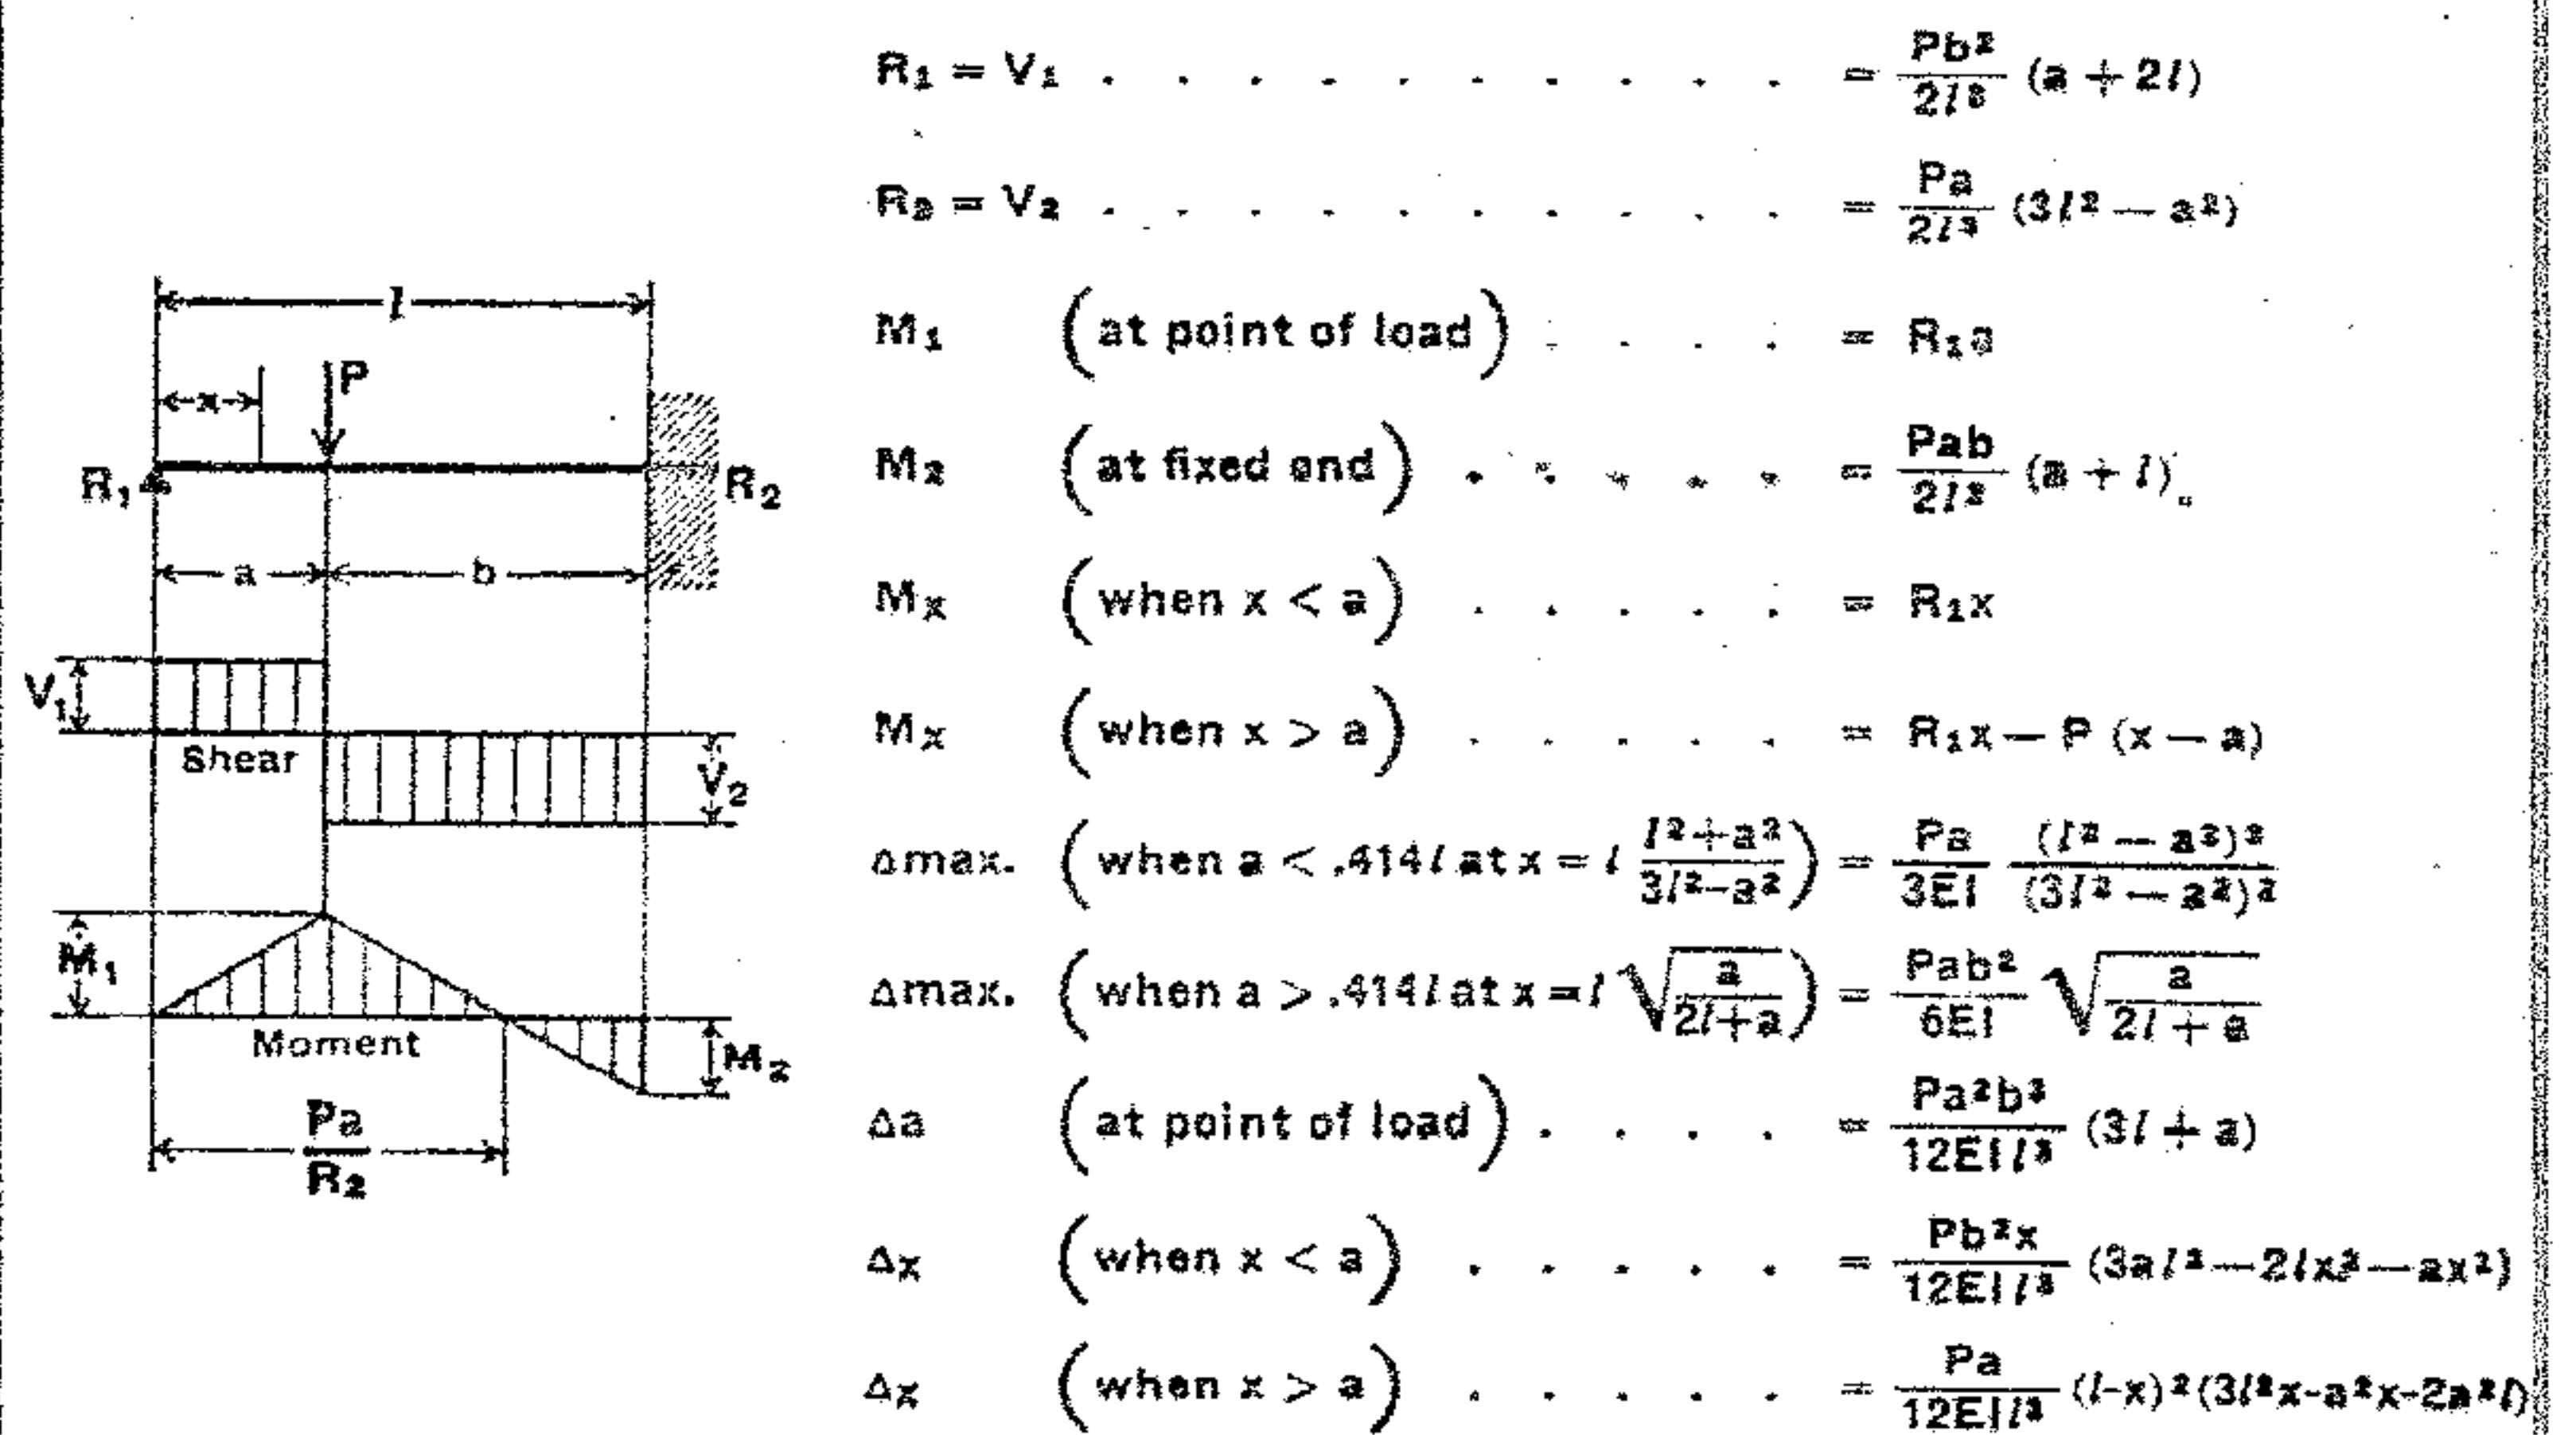 R₁ = V₁ . . . . . . . . . . = Pb²/2l³ (a + 2l)
R₂ = V₂ . . . . . . . . . . = Pa/2l³ (3l² — a²)
M₁ (at point of load) . . . . = R₁a
M₂ (at fixed end) . . . . . = Pab/2l² (a + l)
Mx (when x < a) . . . . . = R₁x
Mx (when x > a) . . . . . = R₁x — P (x — a)
Δmax. (when a < .414l at x = l (l²+a²)/(3l²−a²)) = Pa/3EI (l² — a²)³/(3l² — a²)²
Δmax. (when a > .414l at x = l √(a/(2l+a))) = Pab²/6EI √(a/(2l + a))
Δa (at point of load) . . . . = Pa²b³/12EIl³ (3l + a)
Δx (when x < a) . . . . . = Pb²x/12EIl³ (3al²—2lx²—ax²)
Δx (when x > a) . . . . . = Pa/12EIl³ (l-x)²(3l²x-a²x-2a²l)
l
P
x
R₁
R₂
a
b
V₁
Shear
V₂
M₁
Moment
M₂
Pa/R₂